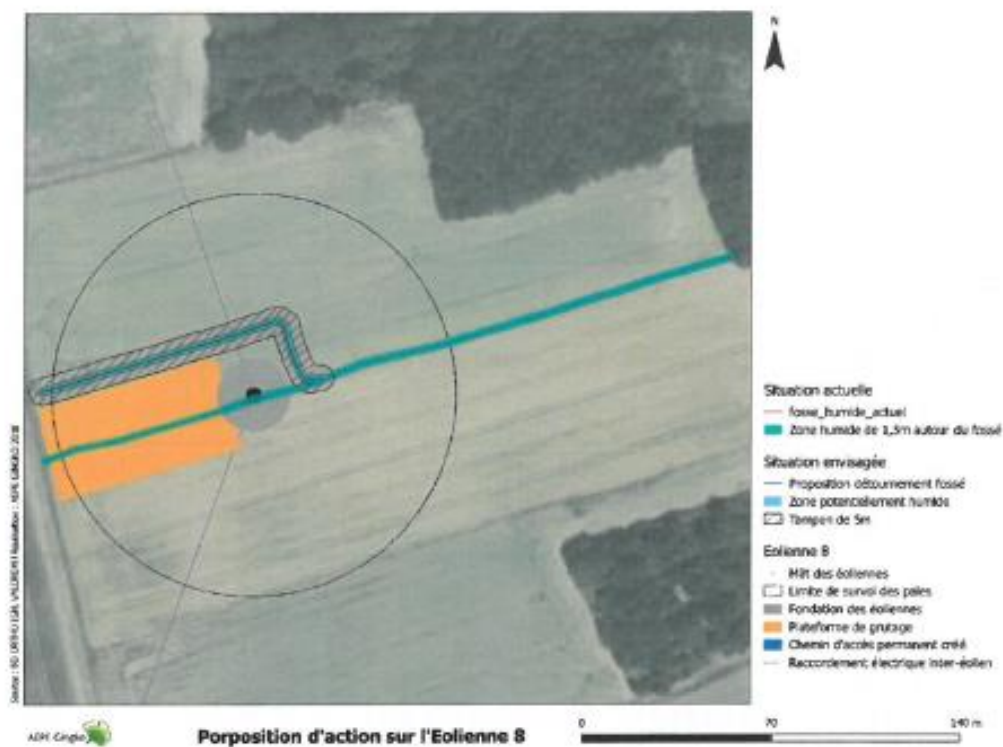 N
Situation actuelle
fosse_humide_actuel
Zone humide de 1,5m autour du fossé
Situation envisagée
Proposition détournement fossé
Zone potentiellement humide
Tampon de 5m
Eolienne 8
Mât des éoliennes
Limite de survol des pales
Fondation des éoliennes
Plateforme de grutage
Chemin d'accès permanent créé
Raccordement électrique inter-éolien
Porposition d'action sur l'Eolienne 8
0 70 140 m